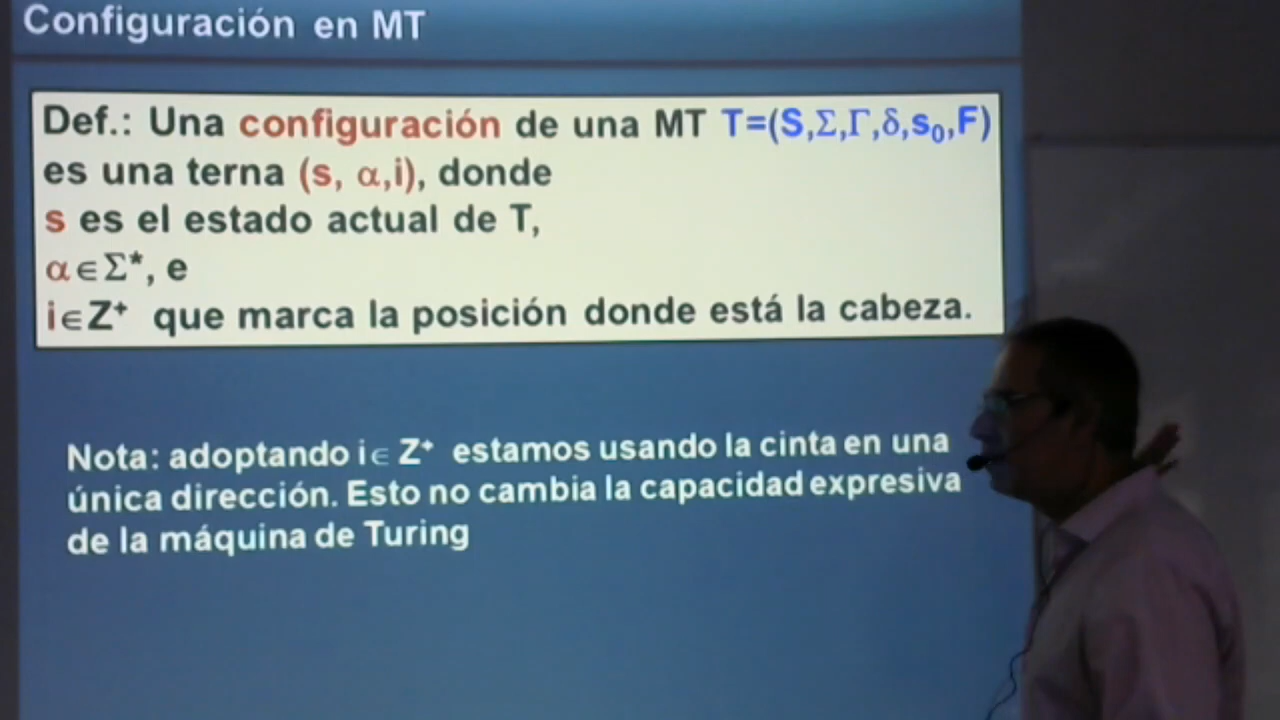 Configuración en MT
Def.: Una configuración de una MT T=(S,Σ,Γ,δ,s₀,F)
es una terna (s, α,i), donde
s es el estado actual de T,
α∈Σ*, e
i∈Z⁺ que marca la posición donde está la cabeza.
Nota: adoptando i∈ Z⁺ estamos usando la cinta en una
única dirección. Esto no cambia la capacidad expresiva
de la máquina de Turing